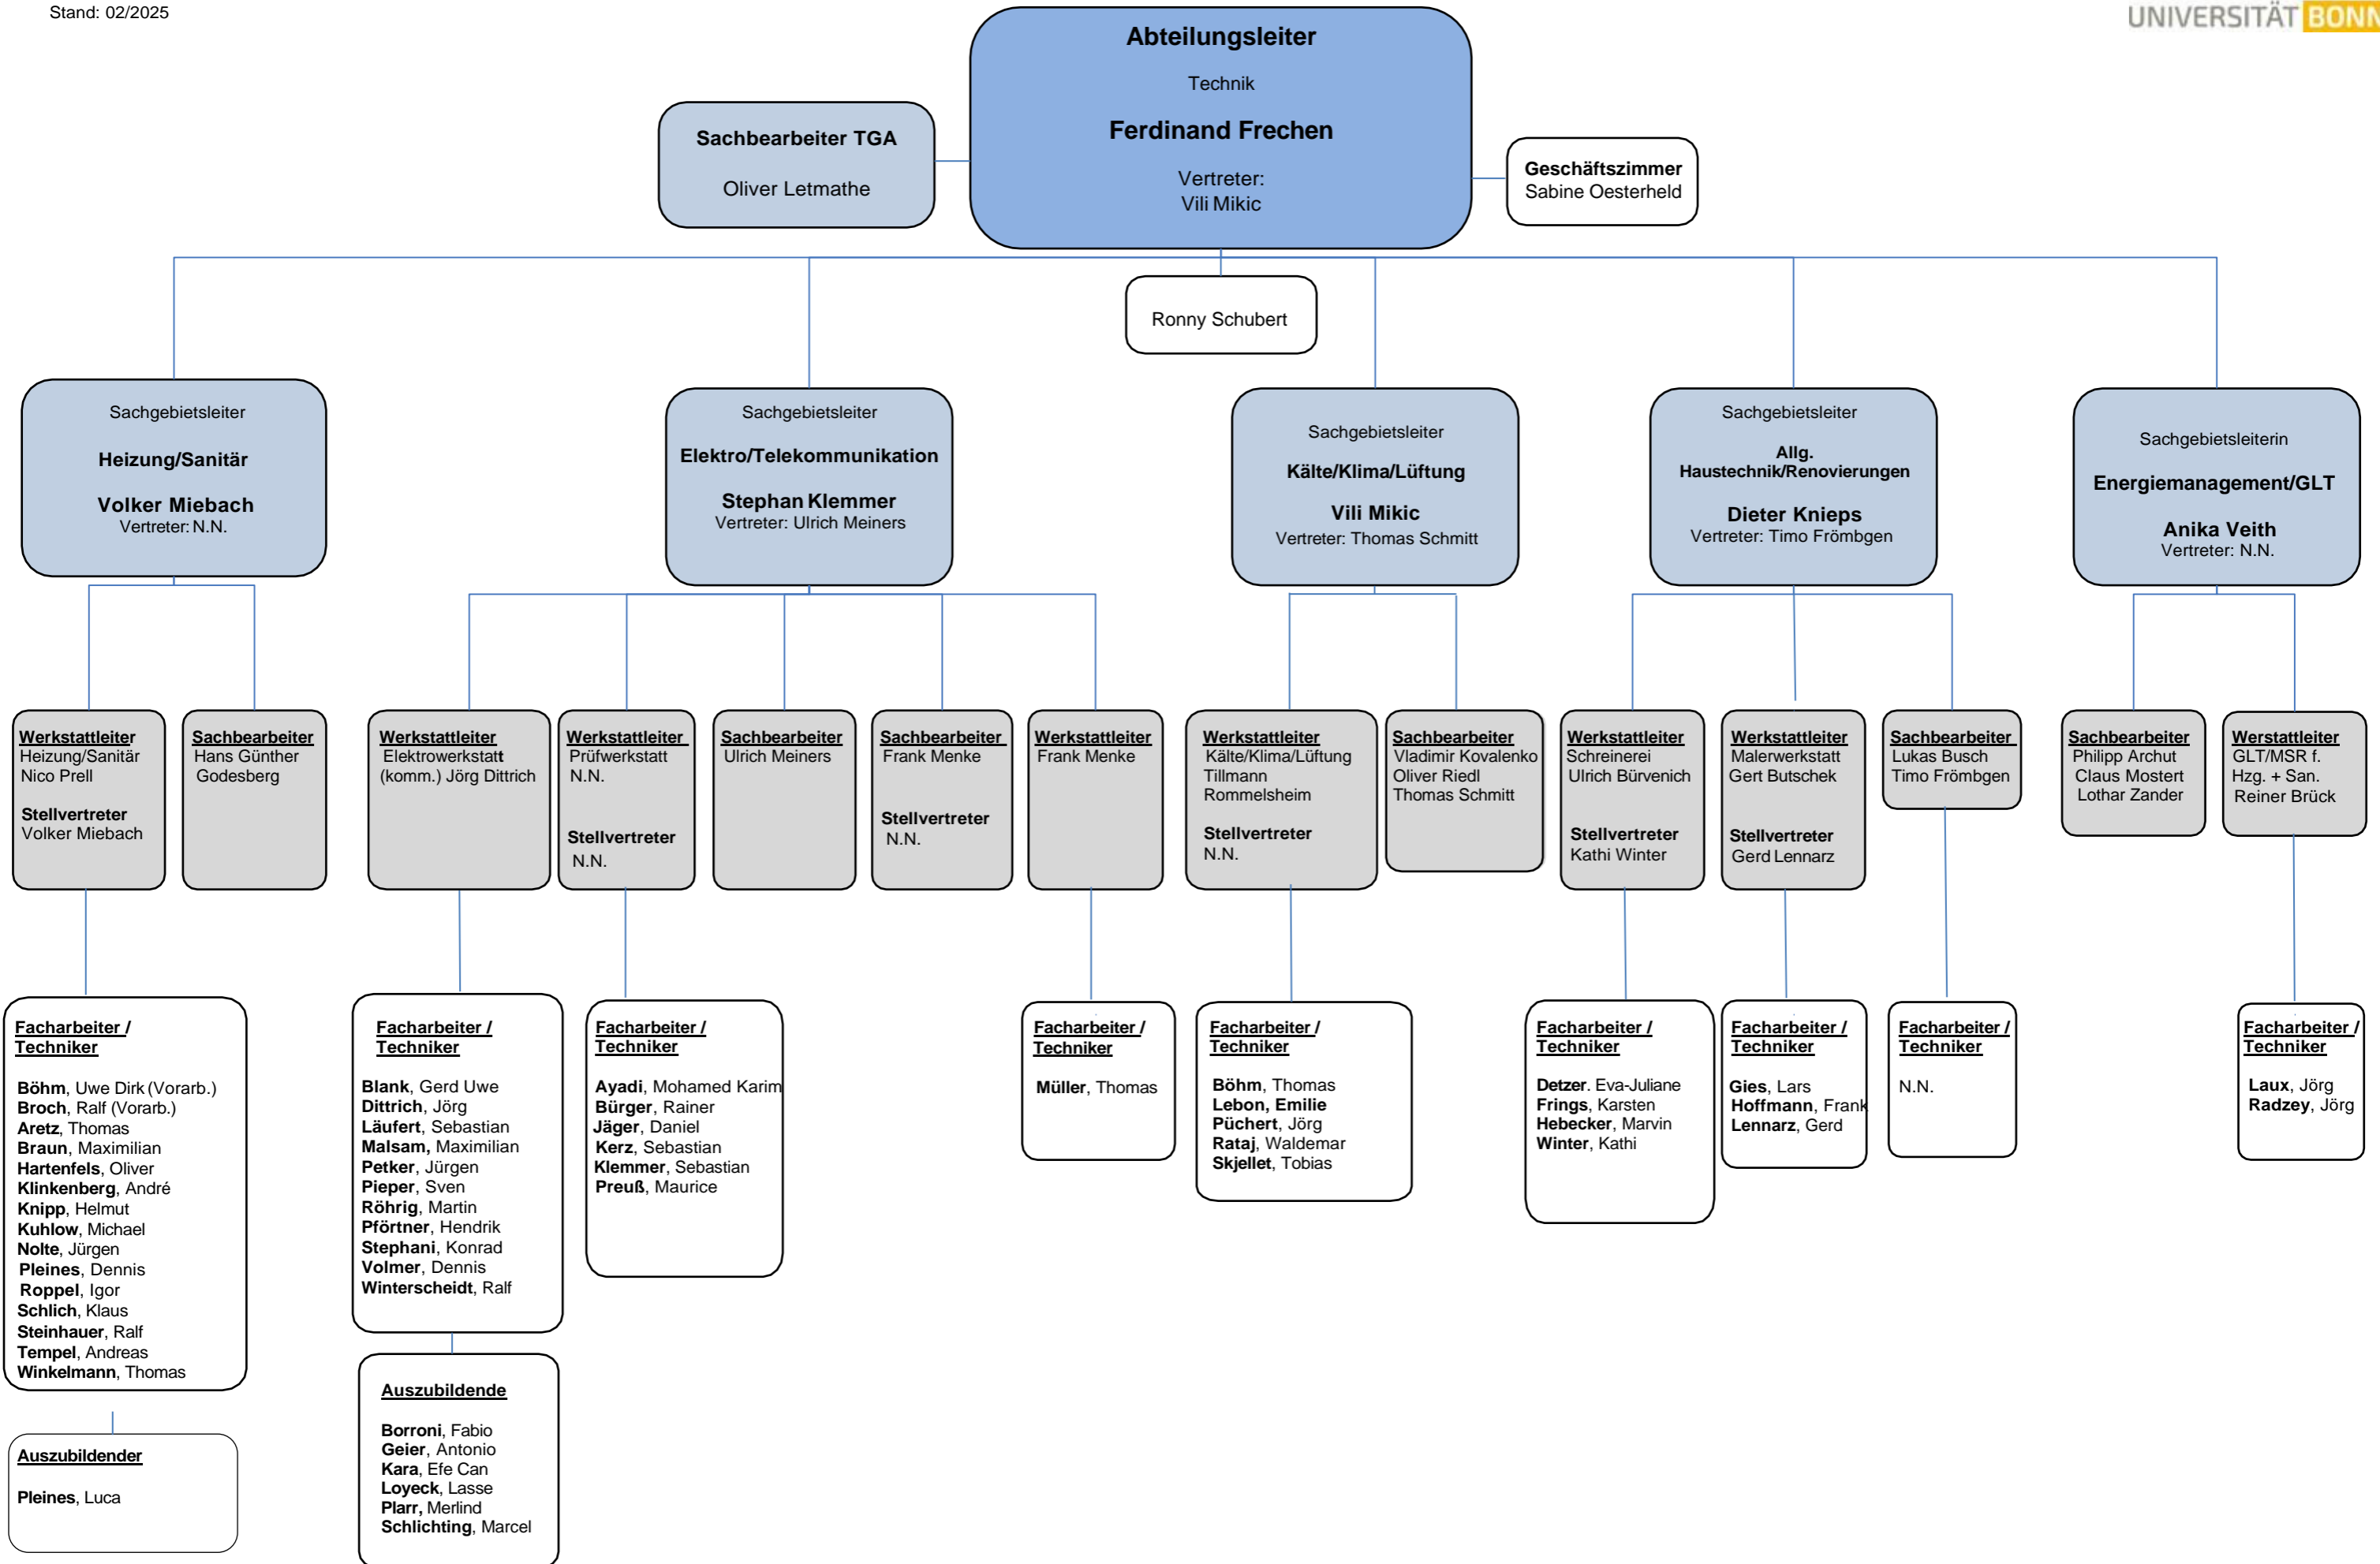 Stand: 02/2025
UNIVERSITÄT BONN
Abteilungsleiter
Technik
Ferdinand Frechen
Vertreter:
Vili Mikic
Sachbearbeiter TGA
Oliver Letmathe
Geschäftszimmer
Sabine Oesterheld
Ronny Schubert
Sachgebietsleiter
Heizung/Sanitär
Volker Miebach
Vertreter: N.N.
Sachgebietsleiter
Elektro/Telekommunikation
Stephan Klemmer
Vertreter: Ulrich Meiners
Sachgebietsleiter
Kälte/Klima/Lüftung
Vili Mikic
Vertreter: Thomas Schmitt
Sachgebietsleiter
Allg.
Haustechnik/Renovierungen
Dieter Knieps
Vertreter: Timo Frömbgen
Sachgebietsleiterin
Energiemanagement/GLT
Anika Veith
Vertreter: N.N.
Werkstattleiter
Heizung/Sanitär
Nico Prell
Stellvertreter
Volker Miebach
Sachbearbeiter
Hans Günther
Godesberg
Werkstattleiter
Elektrowerkstatt
(komm.) Jörg Dittrich
Werkstattleiter
Prüfwerkstatt
N.N.
Stellvertreter
N.N.
Sachbearbeiter
Ulrich Meiners
Sachbearbeiter
Frank Menke
Stellvertreter
N.N.
Werkstattleiter
Frank Menke
Werkstattleiter
Kälte/Klima/Lüftung
Tillmann
Rommelsheim
Stellvertreter
N.N.
Sachbearbeiter
Vladimir Kovalenko
Oliver Riedl
Thomas Schmitt
Werkstattleiter
Schreinerei
Ulrich Bürvenich
Stellvertreter
Kathi Winter
Werkstattleiter
Malerwerkstatt
Gert Butschek
Stellvertreter
Gerd Lennarz
Sachbearbeiter
Lukas Busch
Timo Frömbgen
Sachbearbeiter
Philipp Archut
Claus Mostert
Lothar Zander
Werstattleiter
GLT/MSR f.
Hzg. + San.
Reiner Brück
Facharbeiter /
Techniker
Böhm, Uwe Dirk (Vorarb.)
Broch, Ralf (Vorarb.)
Aretz, Thomas
Braun, Maximilian
Hartenfels, Oliver
Klinkenberg, André
Knipp, Helmut
Kuhlow, Michael
Nolte, Jürgen
Pleines, Dennis
Roppel, Igor
Schlich, Klaus
Steinhauer, Ralf
Tempel, Andreas
Winkelmann, Thomas
Auszubildender
Pleines, Luca
Facharbeiter /
Techniker
Blank, Gerd Uwe
Dittrich, Jörg
Läufert, Sebastian
Malsam, Maximilian
Petker, Jürgen
Pieper, Sven
Röhrig, Martin
Pförtner, Hendrik
Stephani, Konrad
Volmer, Dennis
Winterscheidt, Ralf
Auszubildende
Borroni, Fabio
Geier, Antonio
Kara, Efe Can
Loyeck, Lasse
Plarr, Merlind
Schlichting, Marcel
Facharbeiter /
Techniker
Ayadi, Mohamed Karim
Bürger, Rainer
Jäger, Daniel
Kerz, Sebastian
Klemmer, Sebastian
Preuß, Maurice
Facharbeiter /
Techniker
Müller, Thomas
Facharbeiter /
Techniker
Böhm, Thomas
Lebon, Emilie
Püchert, Jörg
Rataj, Waldemar
Skjellet, Tobias
Facharbeiter /
Techniker
Detzer. Eva-Juliane
Frings, Karsten
Hebecker, Marvin
Winter, Kathi
Facharbeiter /
Techniker
Gies, Lars
Hoffmann, Frank
Lennarz, Gerd
Facharbeiter /
Techniker
N.N.
Facharbeiter /
Techniker
Laux, Jörg
Radzey, Jörg